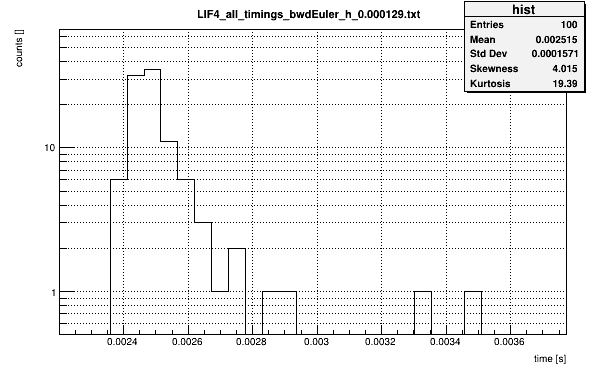 LIF4_all_timings_bwdEuler_h_0.000129.txt
hist
Entries 100
Mean 0.002515
Std Dev 0.0001571
Skewness 4.015
Kurtosis 19.39
counts []
10
1
0.0024 0.0026 0.0028 0.003 0.0032 0.0034 0.0036
time [s]